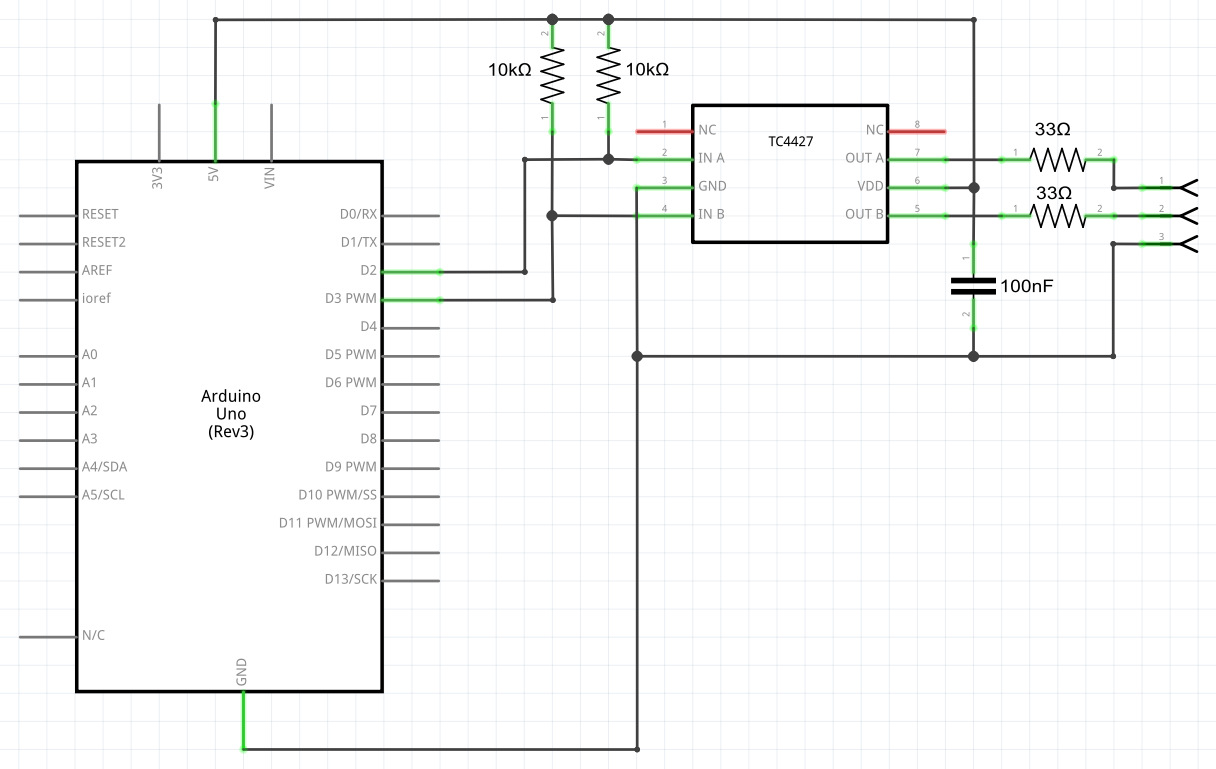 2
2
10kΩ
10kΩ
1
1
3V3
5V
VIN
RESET
RESET2
AREF
ioref
A0
A1
A2
A3
A4/SDA
A5/SCL
N/C
Arduino
Uno
(Rev3)
GND
D0/RX
D1/TX
D2
D3 PWM
D4
D5 PWM
D6 PWM
D7
D8
D9 PWM
D10 PWM/SS
D11 PWM/MOSI
D12/MISO
D13/SCK
1
2
3
4
NC
IN A
GND
IN B
TC4427
NC
OUT A
VDD
OUT B
8
7
6
5
33Ω
1
2
33Ω
1
2
1
2
3
1
100nF
2